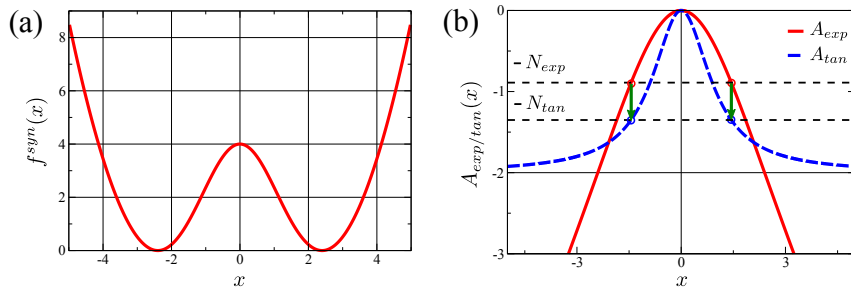 (a)
f^{syn}(x)
8
6
4
2
0
-4 -2 0 2 4
x
(b)
A_{exp/tan}(x)
0
-1
-2
-3
- N_{exp}
- N_{tan}
A_{exp}
A_{tan}
-3 0 3
x